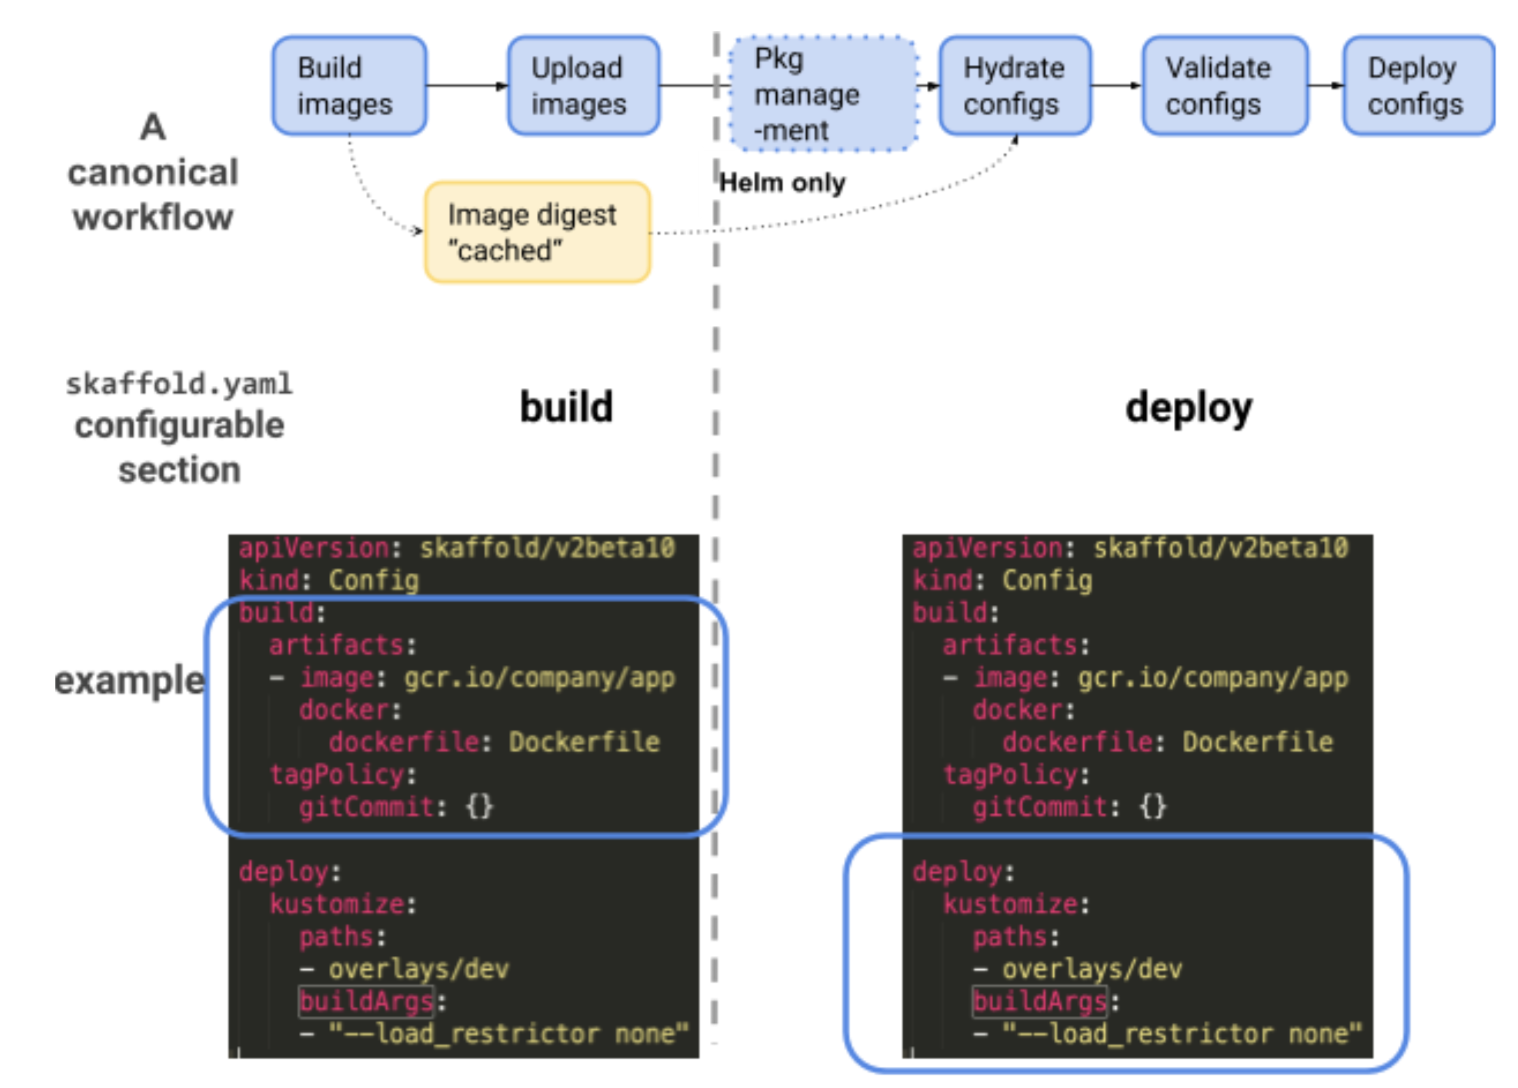 Build
images
Upload
images
Pkg
manage
-ment
Hydrate
configs
Validate
configs
Deploy
configs
A
canonical
workflow
Helm only
Image digest
"cached"
skaffold.yaml
configurable
section
build
deploy
example
apiVersion: skaffold/v2beta10
kind: Config
build:
  artifacts:
  - image: gcr.io/company/app
    docker:
      dockerfile: Dockerfile
  tagPolicy:
    gitCommit: {}
deploy:
  kustomize:
    paths:
    - overlays/dev
    buildArgs:
    - "--load_restrictor none"
apiVersion: skaffold/v2beta10
kind: Config
build:
  artifacts:
  - image: gcr.io/company/app
    docker:
      dockerfile: Dockerfile
  tagPolicy:
    gitCommit: {}
deploy:
  kustomize:
    paths:
    - overlays/dev
    buildArgs:
    - "--load_restrictor none"